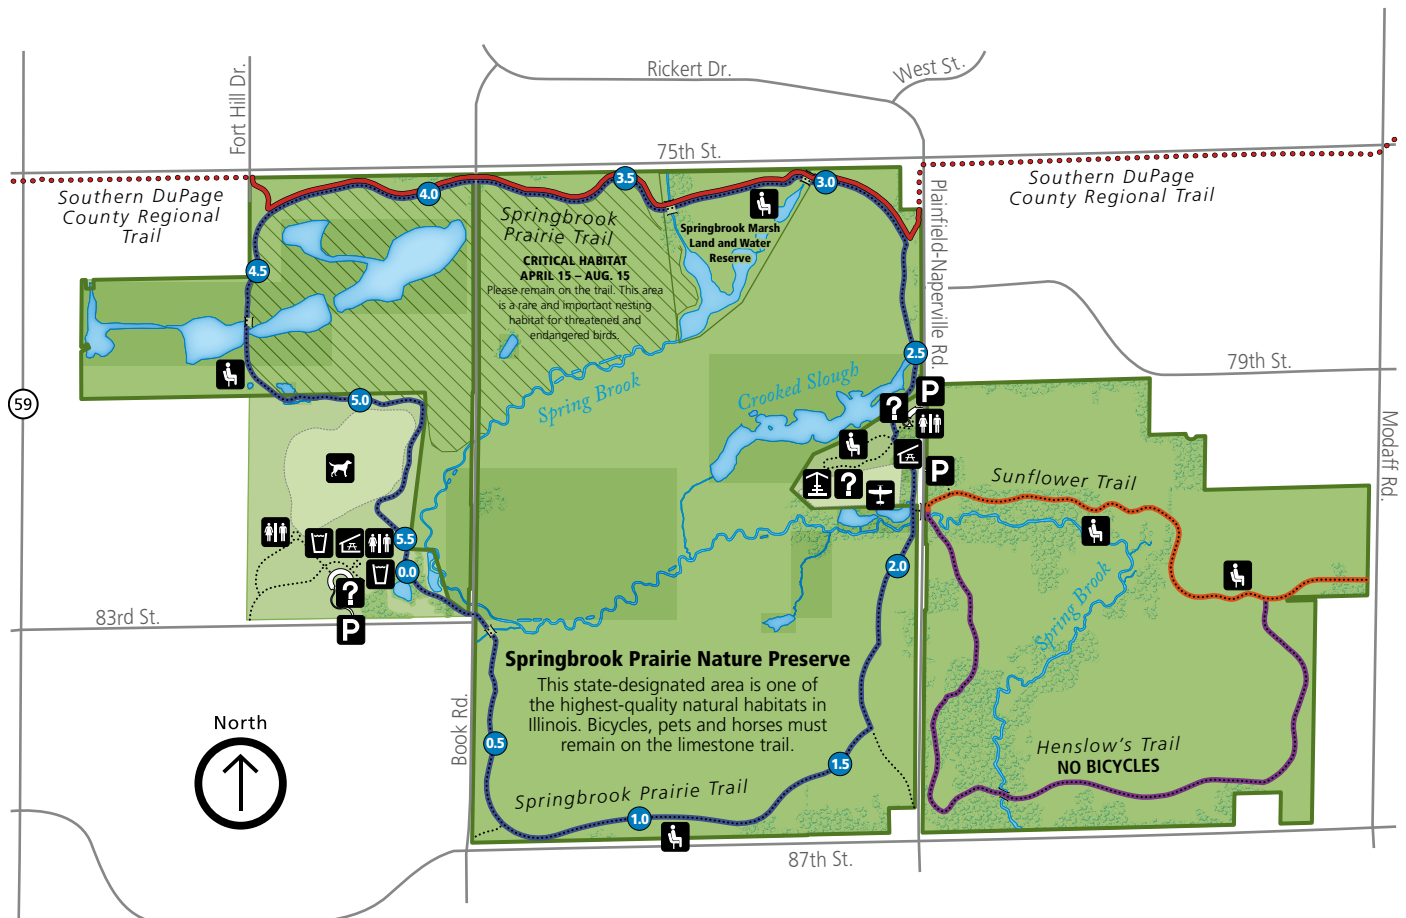 Rickert Dr.
West St.
Fort Hill Dr.
75th St.
Southern DuPage
County Regional
Trail
Southern DuPage
County Regional Trail
Plainfield-Naperville Rd.
4.0
3.5
3.0
Springbrook
Prairie Trail
Springbrook Marsh
Land and Water
Reserve
CRITICAL HABITAT
APRIL 15 – AUG. 15
Please remain on the trail. This area
is a rare and important nesting
habitat for threatened and
endangered birds.
4.5
2.5
79th St.
59
5.0
Spring Brook
Crooked Slough
?
P
Modaff Rd.
P
?
Sunflower Trail
5.5
0.0
2.0
?
P
83rd St.
Spring Brook
Springbrook Prairie Nature Preserve
This state-designated area is one of
the highest-quality natural habitats in
Illinois. Bicycles, pets and horses must
remain on the limestone trail.
North
Book Rd.
0.5
1.5
Henslow's Trail
NO BICYCLES
Springbrook Prairie Trail
1.0
87th St.